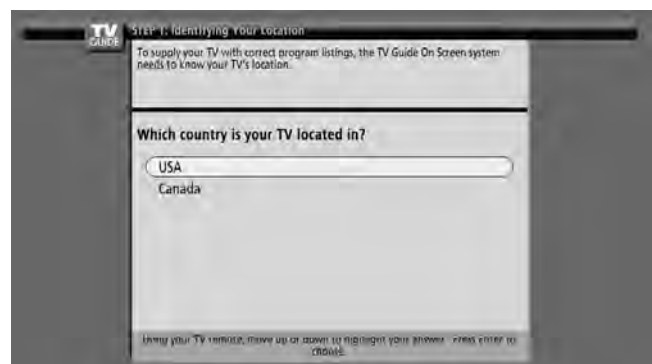 TV
GUIDE
STEP 1: Identifying Your Location
To supply your TV with correct program listings, the TV Guide On Screen system
needs to know your TV's location.
Which country is your TV located in?
USA
Canada
Using your TV remote, move up or down to highlight your answer. Press enter to
choose.